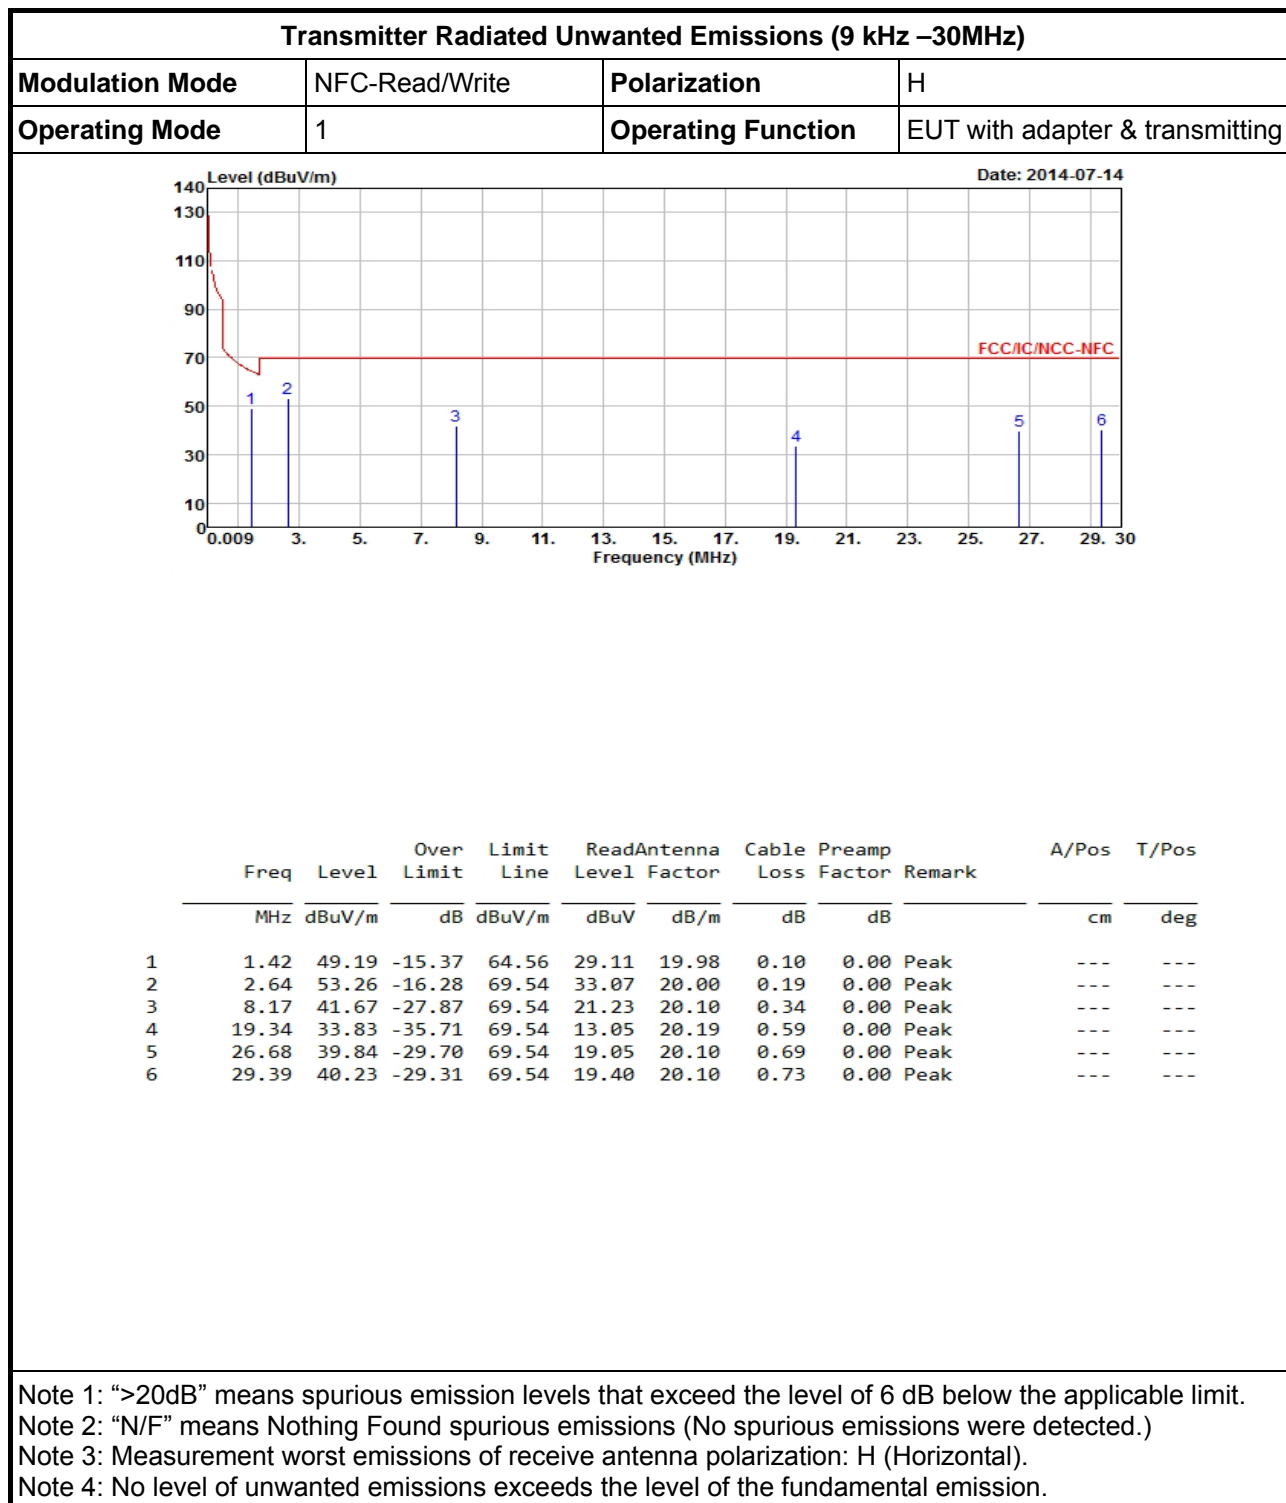 Transmitter Radiated Unwanted Emissions (9 kHz –30MHz)
Modulation Mode NFC-Read/Write Polarization H
Operating Mode 1 Operating Function EUT with adapter & transmitting
Level (dBuV/m) Date: 2014-07-14
140
130
110
90
70
50
30
10
0
FCC/IC/NCC-NFC
1 2 3 4 5 6
0.009 3. 5. 7. 9. 11. 13. 15. 17. 19. 21. 23. 25. 27. 29. 30
Frequency (MHz)
Over Limit ReadAntenna Cable Preamp A/Pos T/Pos
Freq Level Limit Line Level Factor Loss Factor Remark
MHz dBuV/m dB dBuV/m dBuV dB/m dB dB cm deg
1 1.42 49.19 -15.37 64.56 29.11 19.98 0.10 0.00 Peak --- ---
2 2.64 53.26 -16.28 69.54 33.07 20.00 0.19 0.00 Peak --- ---
3 8.17 41.67 -27.87 69.54 21.23 20.10 0.34 0.00 Peak --- ---
4 19.34 33.83 -35.71 69.54 13.05 20.19 0.59 0.00 Peak --- ---
5 26.68 39.84 -29.70 69.54 19.05 20.10 0.69 0.00 Peak --- ---
6 29.39 40.23 -29.31 69.54 19.40 20.10 0.73 0.00 Peak --- ---
Note 1: “>20dB” means spurious emission levels that exceed the level of 6 dB below the applicable limit.
Note 2: “N/F” means Nothing Found spurious emissions (No spurious emissions were detected.)
Note 3: Measurement worst emissions of receive antenna polarization: H (Horizontal).
Note 4: No level of unwanted emissions exceeds the level of the fundamental emission.